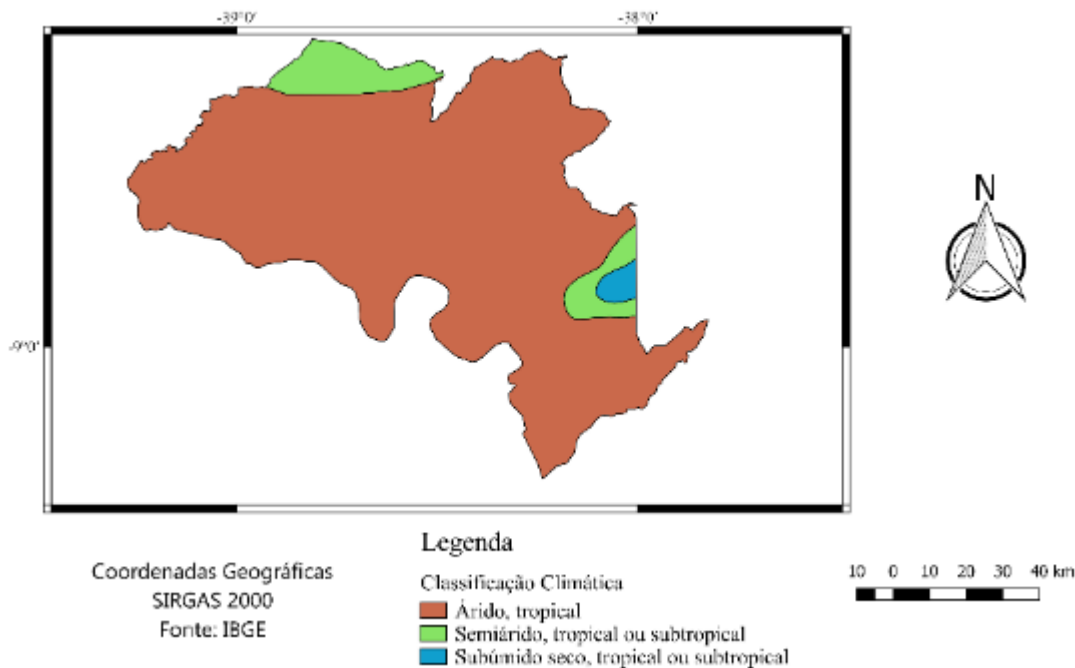 -39°0'
-38°0'
N
-9°0'
Legenda
Coordenadas Geográficas
SIRGAS 2000
Fonte: IBGE
Classificação Climática
Árido, tropical
Semiárido, tropical ou subtropical
Subúmido seco, tropical ou subtropical
10 0 10 20 30 40 km